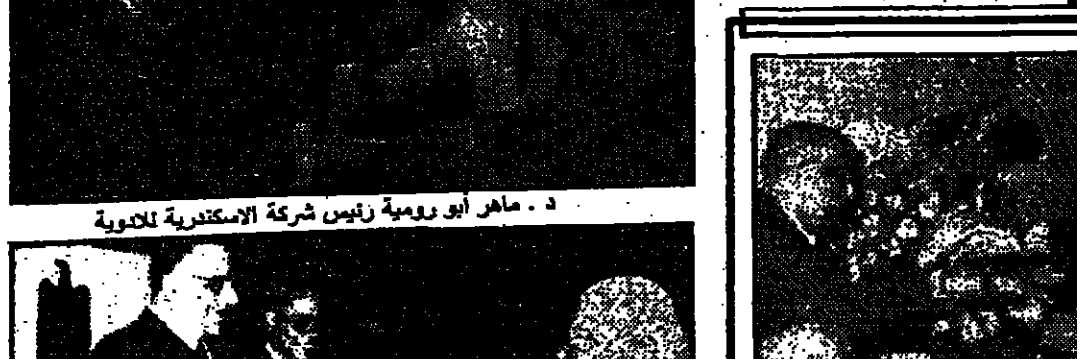 د . ماهر أبو رومية رئيس شركة الاسكندرية للادوية